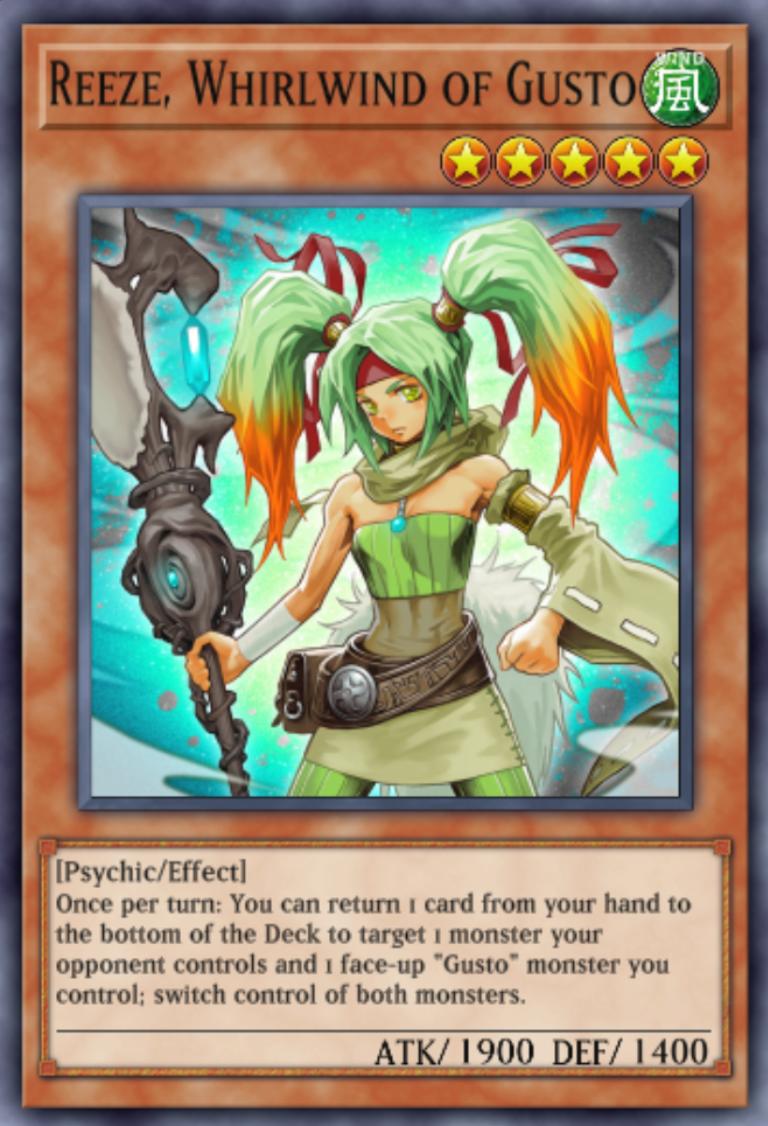 Reeze, Whirlwind of Gusto
WIND
風
[Psychic/Effect]
Once per turn: You can return 1 card from your hand to
the bottom of the Deck to target 1 monster your
opponent controls and 1 face-up "Gusto" monster you
control; switch control of both monsters.
ATK/ 1900 DEF/ 1400